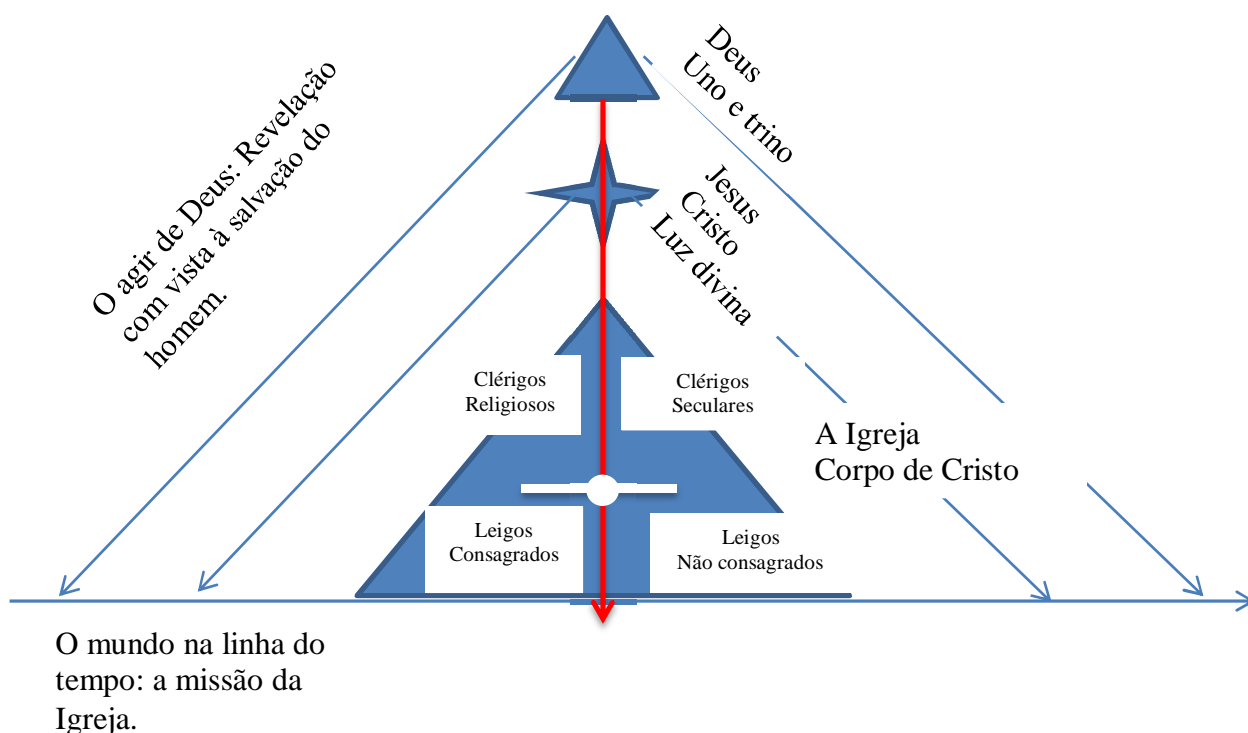 O agir de Deus: Revelação
com vista à salvação do
homem.
Deus
Uno e trino
Jesus
Cristo
Luz divina
Clérigos
Religiosos
Clérigos
Seculares
A Igreja
Corpo de Cristo
Leigos
Consagrados
Leigos
Não consagrados
O mundo na linha do
tempo: a missão da
Igreja.